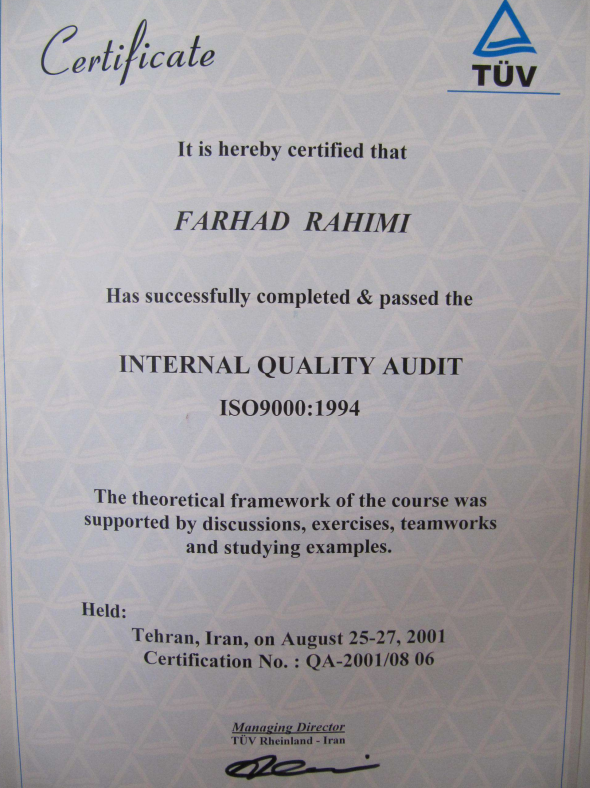 Certificate
TÜV
It is hereby certified that
FARHAD RAHIMI
Has successfully completed & passed the
INTERNAL QUALITY AUDIT
ISO9000:1994
The theoretical framework of the course was
supported by discussions, exercises, teamworks
and studying examples.
Held:
Tehran, Iran, on August 25-27, 2001
Certification No. : QA-2001/08 06
Managing Director
TÜV Rheinland - Iran